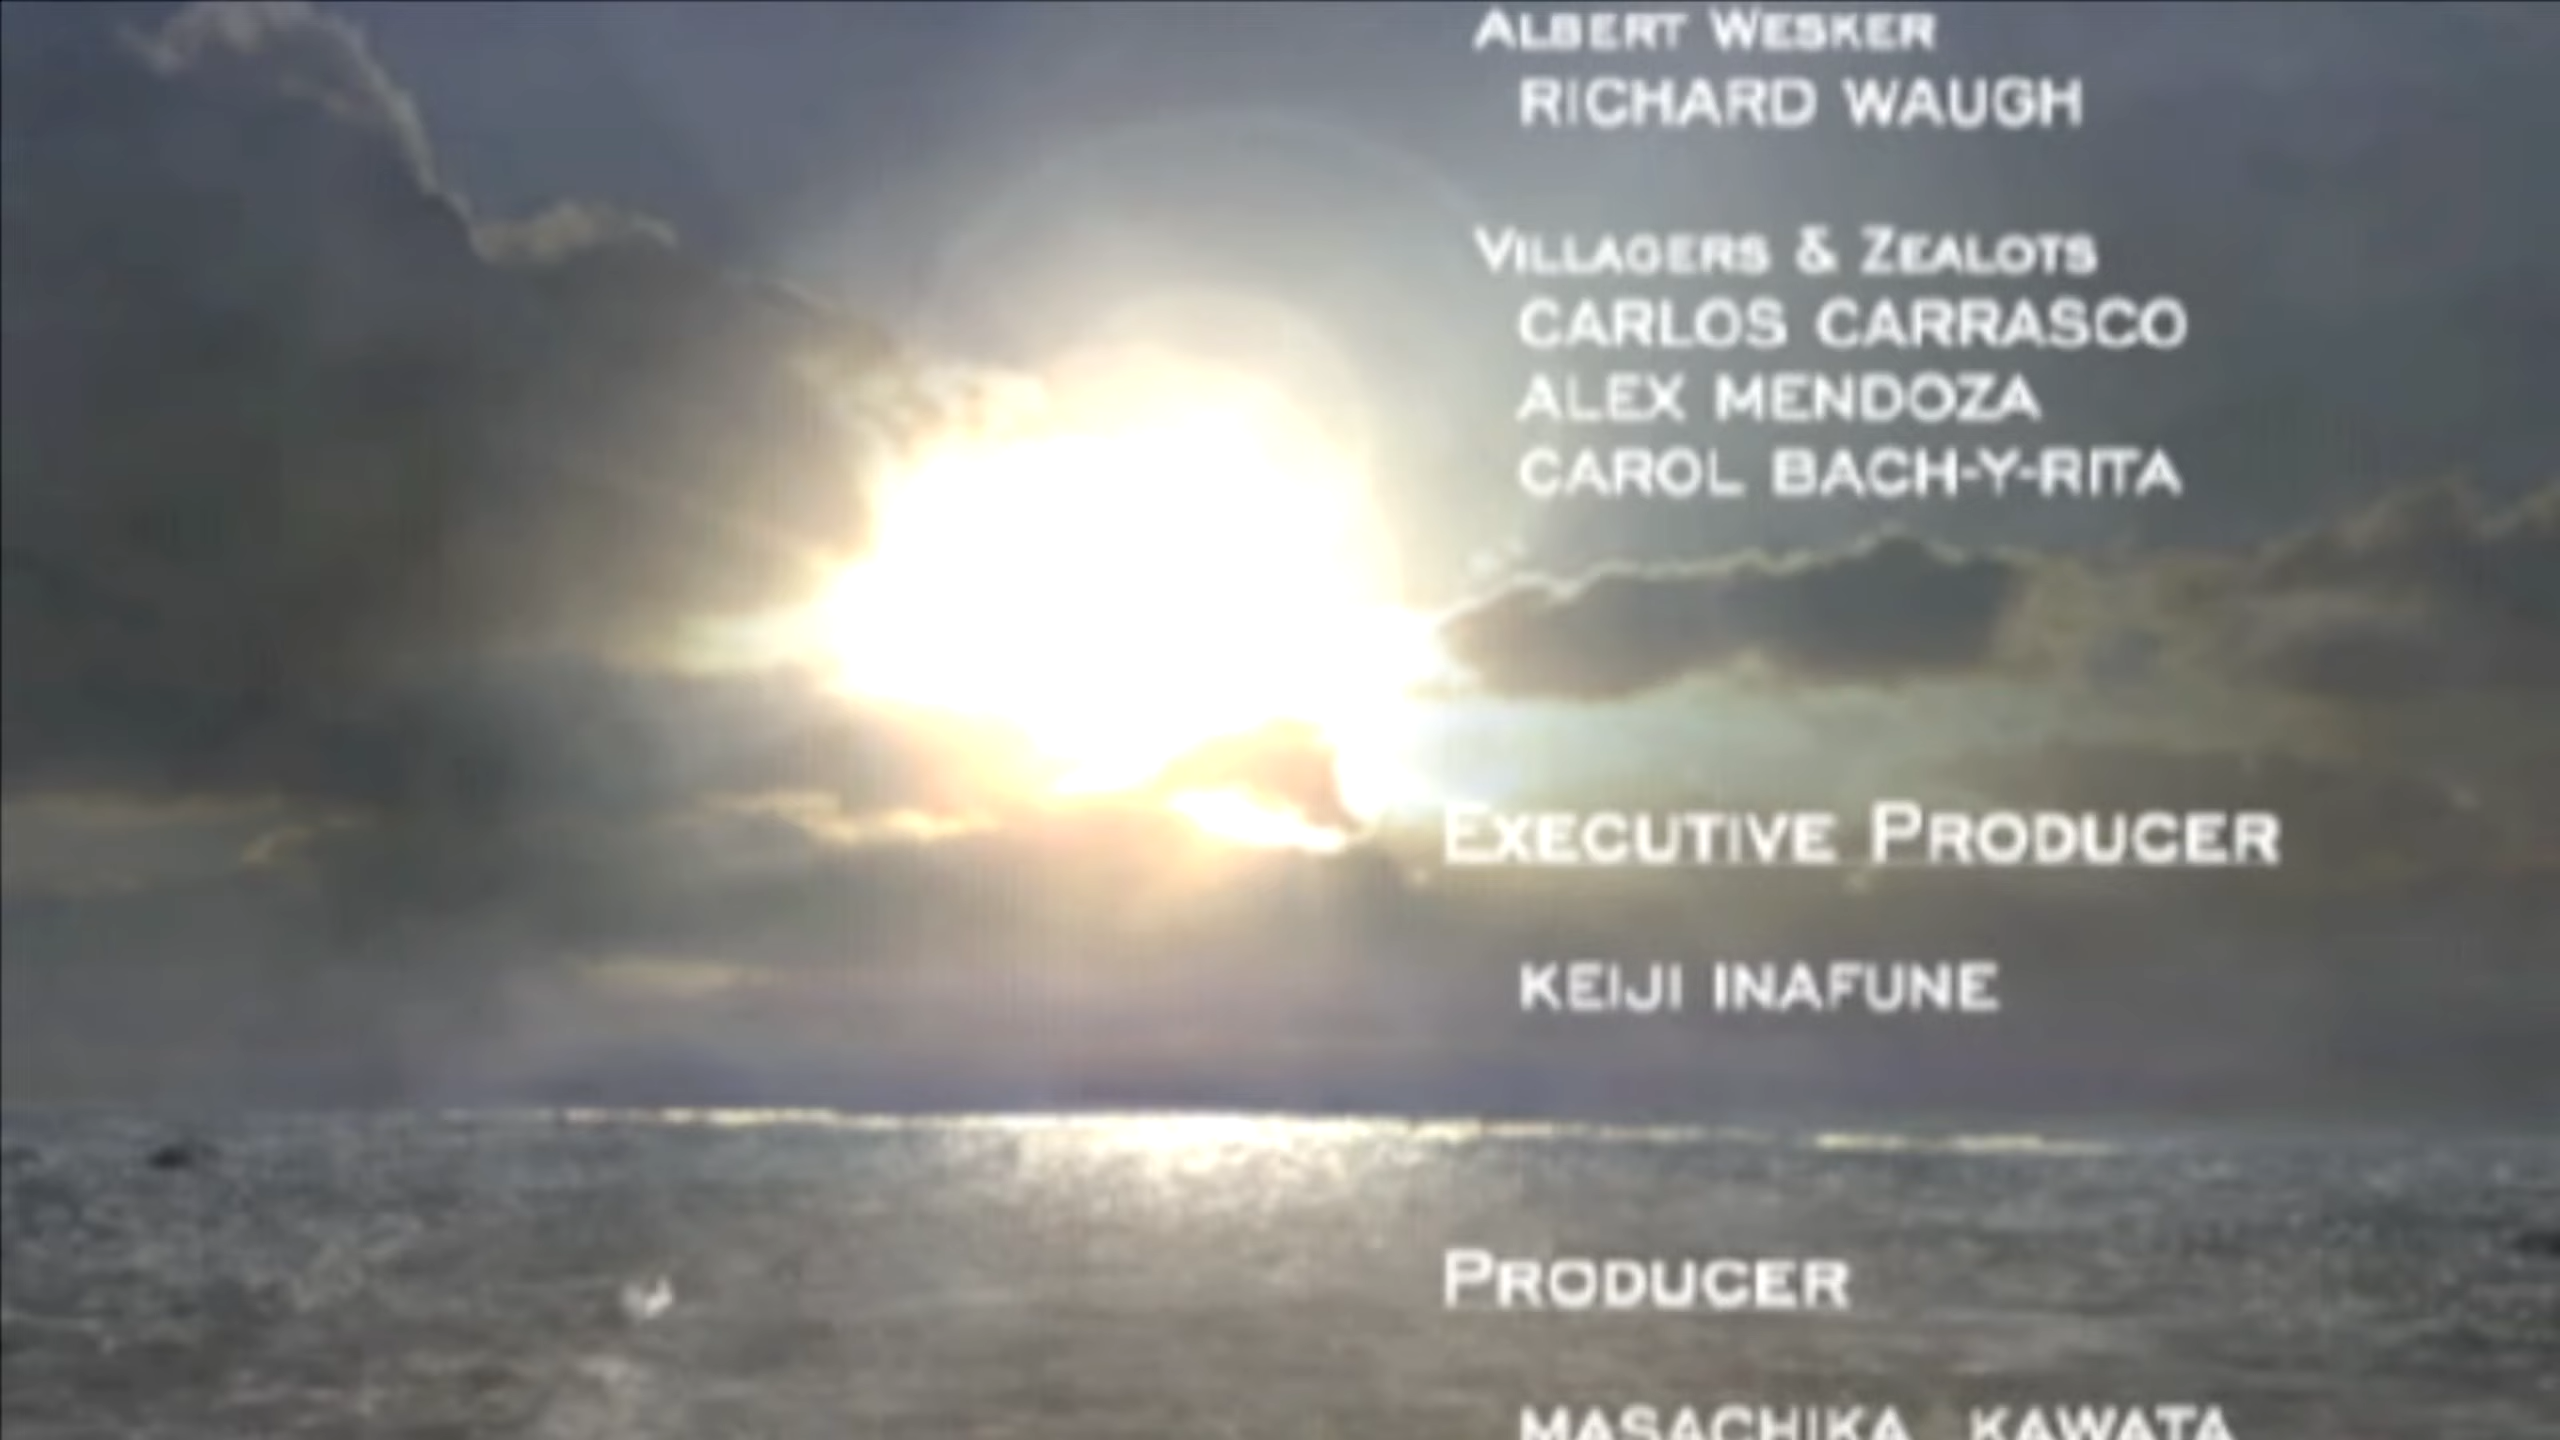 ALBERT WESKER
RICHARD WAUGH
VILLAGERS & ZEALOTS
CARLOS CARRASCO
ALEX MENDOZA
CAROL BACH-Y-RITA
EXECUTIVE PRODUCER
KEIJI INAFUNE
PRODUCER
MASACHIKA KAWATA